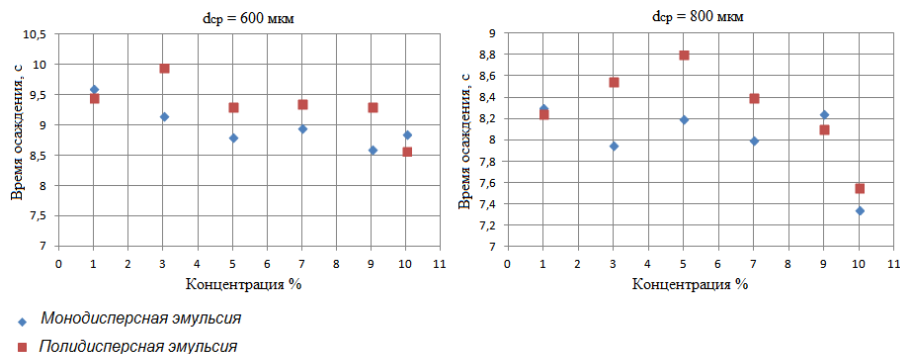 dср = 600 мкм
10,5
10
9,5
9
8,5
8
7,5
7
0 1 2 3 4 5 6 7 8 9 10 11
Время осаждения, с
Концентрация %
dср = 800 мкм
9
8,8
8,6
8,4
8,2
8
7,8
7,6
7,4
7,2
7
0 1 2 3 4 5 6 7 8 9 10 11
Время осаждения, с
Концентрация %
Монодисперсная эмульсия
Полидисперсная эмульсия